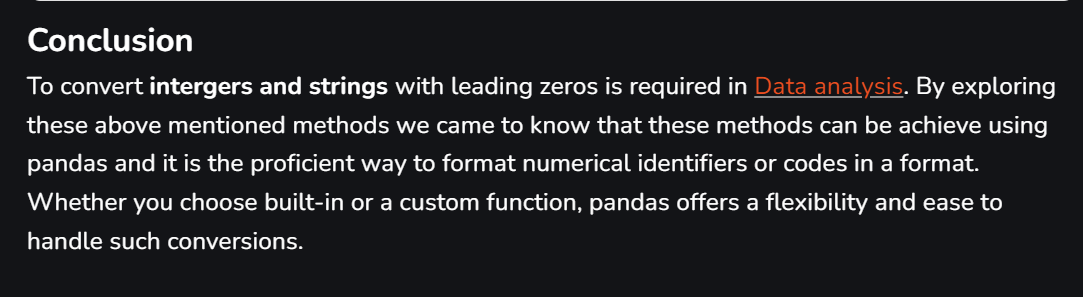 Conclusion
To convert intergers and strings with leading zeros is required in Data analysis. By exploring
these above mentioned methods we came to know that these methods can be achieve using
pandas and it is the proficient way to format numerical identifiers or codes in a format.
Whether you choose built-in or a custom function, pandas offers a flexibility and ease to
handle such conversions.